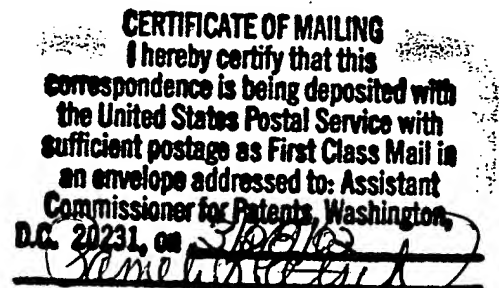 CERTIFICATE OF MAILING
I hereby certify that this
correspondence is being deposited with
the United States Postal Service with
sufficient postage as First Class Mail in
an envelope addressed to: Assistant
Commissioner for Patents, Washington,
D.C. 20231, on